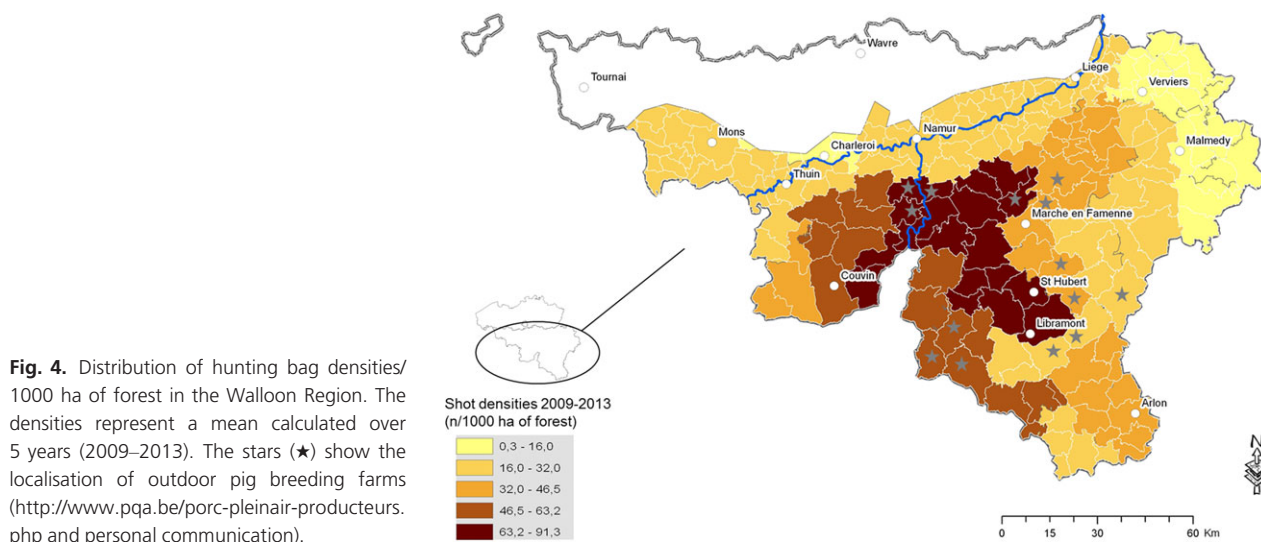 Fig. 4. Distribution of hunting bag densities/
1000 ha of forest in the Walloon Region. The
densities represent a mean calculated over
5 years (2009–2013). The stars (★) show the
localisation of outdoor pig breeding farms
(http://www.pqa.be/porc-pleinair-producteurs.
php and personal communication).
Wavre
Tournai
Liege
Verviers
Mons
Namur
Malmedy
Charleroi
Thuin
Marche en Famenne
Couvin
St Hubert
Libramont
Arlon
Shot densities 2009-2013
(n/1000 ha of forest)
0,3 - 16,0
16,0 - 32,0
32,0 - 46,5
46,5 - 63,2
63,2 - 91,3
N
0 15 30 60 Km